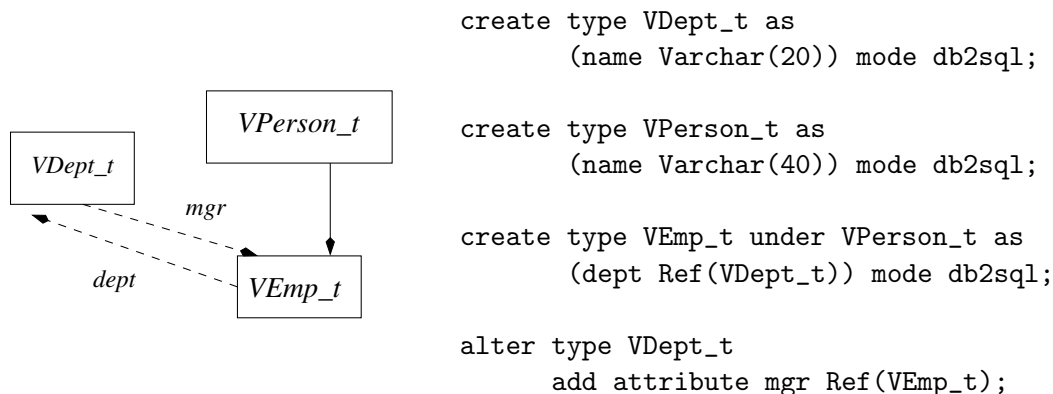 VPerson_t
VDept_t
mgr
dept
VEmp_t
create type VDept_t as
(name Varchar(20)) mode db2sql;
create type VPerson_t as
(name Varchar(40)) mode db2sql;
create type VEmp_t under VPerson_t as
(dept Ref(VDept_t)) mode db2sql;
alter type VDept_t
add attribute mgr Ref(VEmp_t);